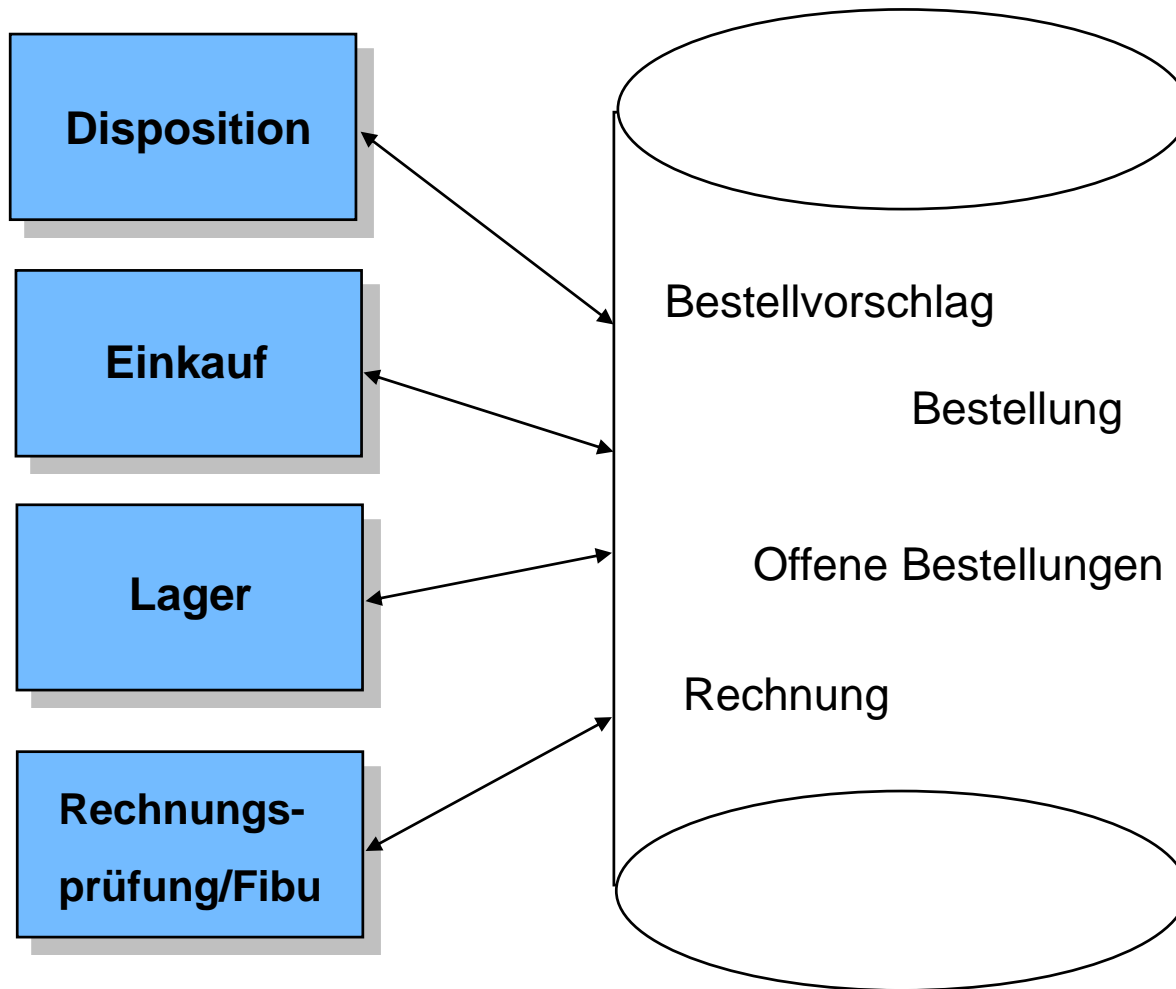 Disposition
Einkauf
Lager
Rechnungs-
prüfung/Fibu
Bestellvorschlag
Bestellung
Offene Bestellungen
Rechnung